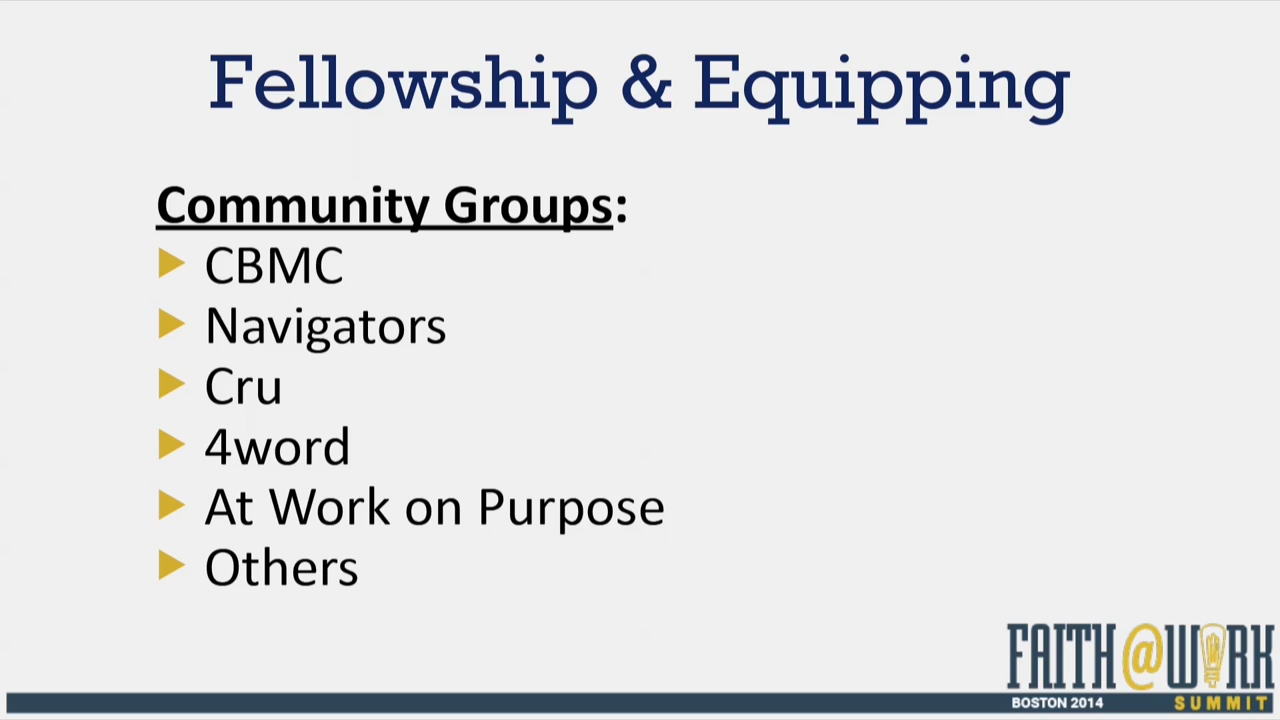 Fellowship & Equipping
Community Groups:
CBMC
Navigators
Cru
4word
At Work on Purpose
Others
FAITH@WORK
BOSTON 2014 SUMMIT